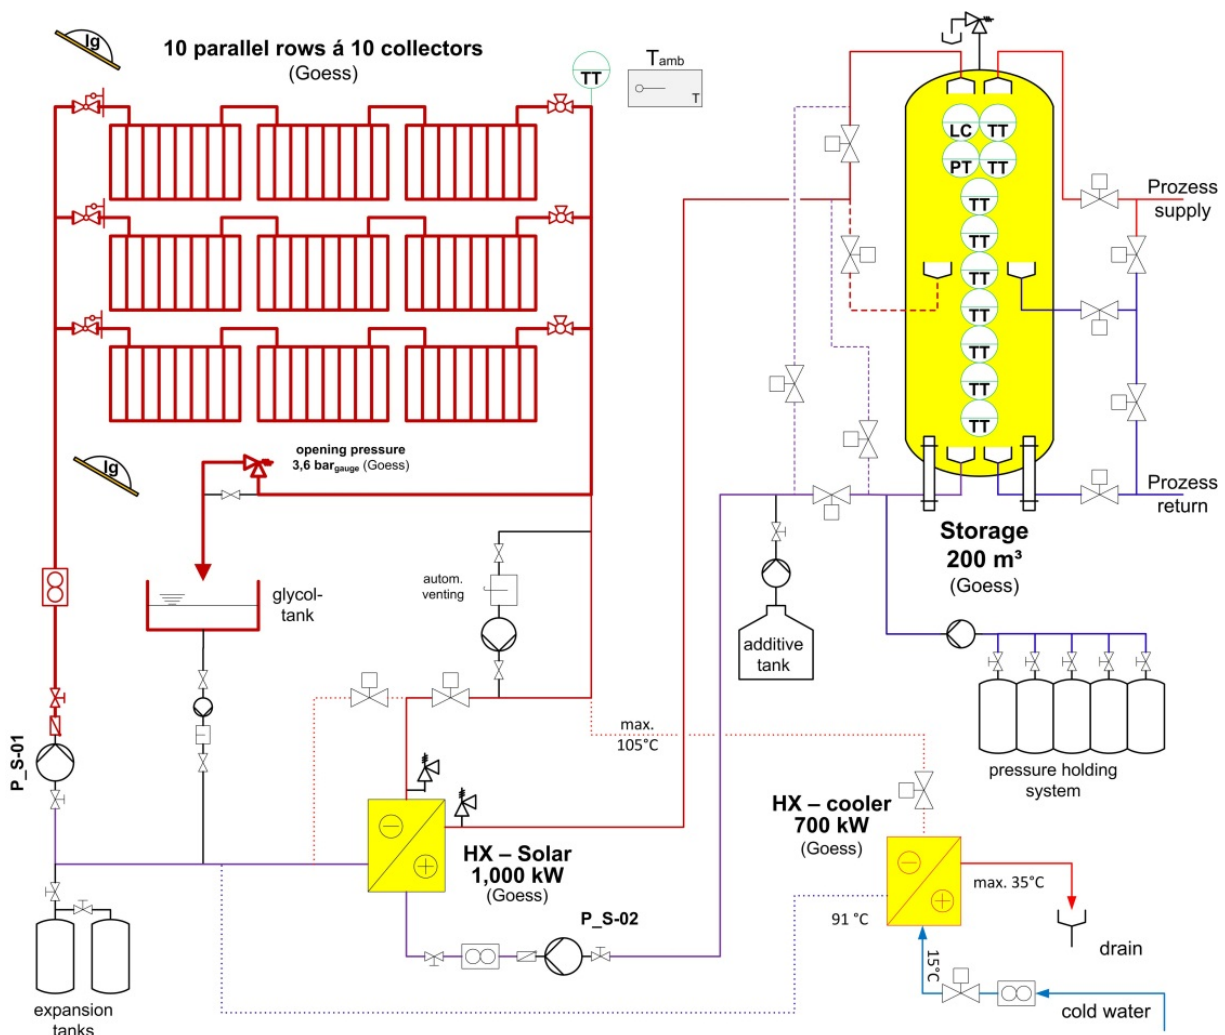 Ig
10 parallel rows á 10 collectors
(Goess)
TT
Tamb
T
LC
TT
PT
TT
TT
TT
TT
TT
TT
TT
TT
Prozess
supply
Ig
opening pressure
3,6 bargauge (Goess)
Prozess
return
Storage
200 m³
(Goess)
glycol-
tank
autom.
venting
additive
tank
max.
105°C
P_S-01
pressure holding
system
HX – Solar
1,000 kW
(Goess)
HX – cooler
700 kW
(Goess)
max. 35°C
91 °C
P_S-02
15°C
drain
cold water
expansion
tanks